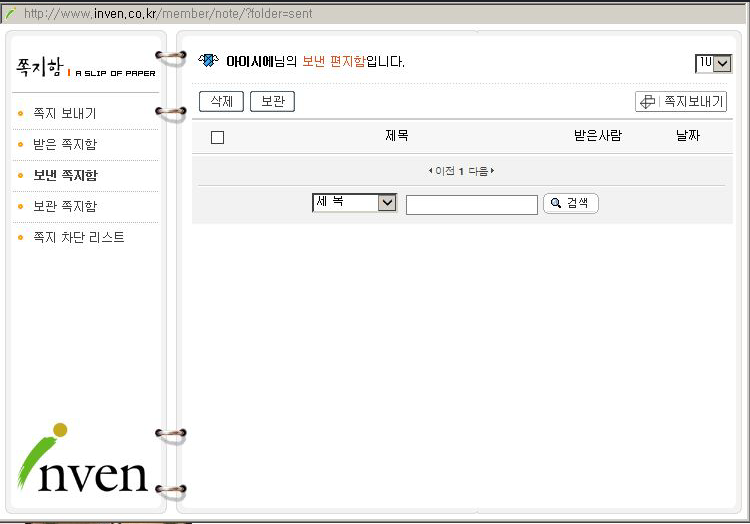 http://www.inven.co.kr/member/note/?folder=sent
쪽지함 A SLIP OF PAPER
쪽지 보내기
받은 쪽지함
보낸 쪽지함
보관 쪽지함
쪽지 차단 리스트
inven
아이시에님의 보낸 편지함입니다.
10
삭제 보관 쪽지보내기
제목 받은사람 날짜
이전 1 다음
제 목 검색